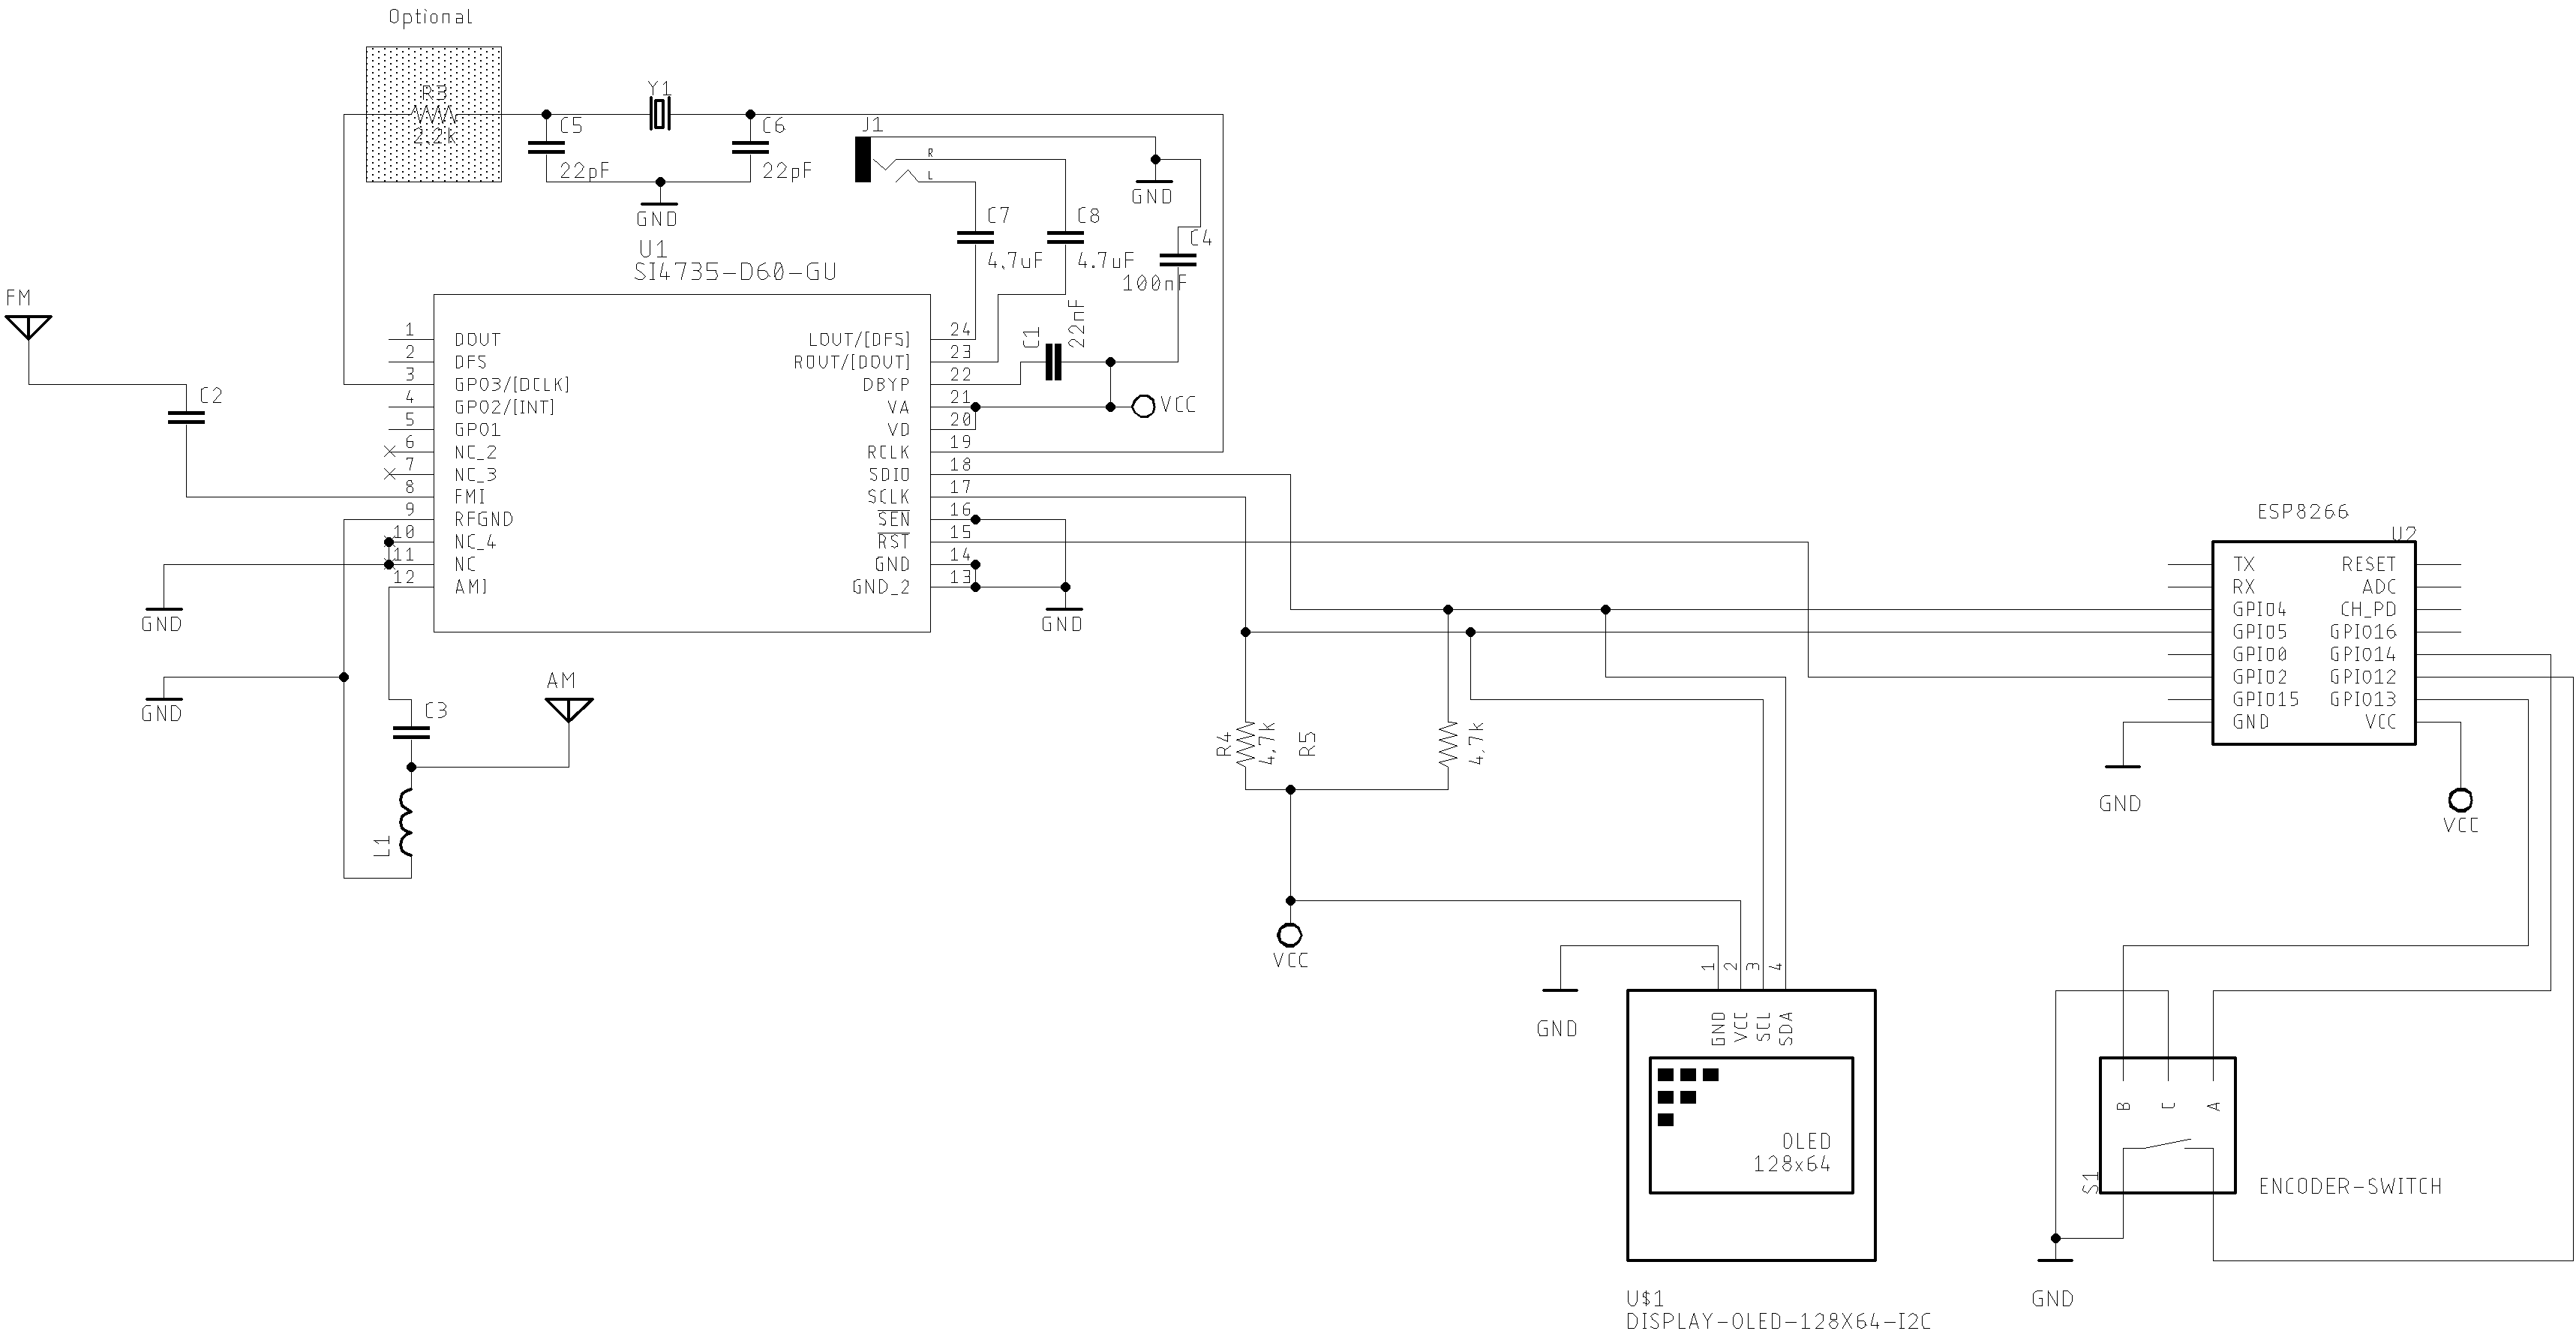 Optional
R3
2.2k
Y1
C5
22pF
C6
22pF
GND
J1
R
L
GND
C7
4.7uF
C8
4.7uF
C4
100nF
C1
22nF
U1
SI4735-D60-GU
FM
C2
1 DOUT
2 DFS
3 GPO3/[DCLK]
4 GPO2/[INT]
5 GPO1
6 NC_2
7 NC_3
8 FMI
9 RFGND
10 NC_4
11 NC
12 AMI
LOUT/[DFS] 24
ROUT/[DOUT] 23
DBYP 22
VA 21
VD 20
RCLK 19
SDIO 18
SCLK 17
SEN 16
RST 15
GND 14
GND_2 13
VCC
GND
GND
GND
AM
C3
L1
R4
4.7k
R5
4.7k
VCC
ESP8266
U2
TX RESET
RX ADC
GPIO4 CH_PD
GPIO5 GPIO16
GPIO0 GPIO14
GPIO2 GPIO12
GPIO15 GPIO13
GND VCC
GND
VCC
GND
1 2 3 4
GND
VCC
SCL
SDA
OLED
128x64
U$1
DISPLAY-OLED-128X64-I2C
B C A
S1
ENCODER-SWITCH
GND